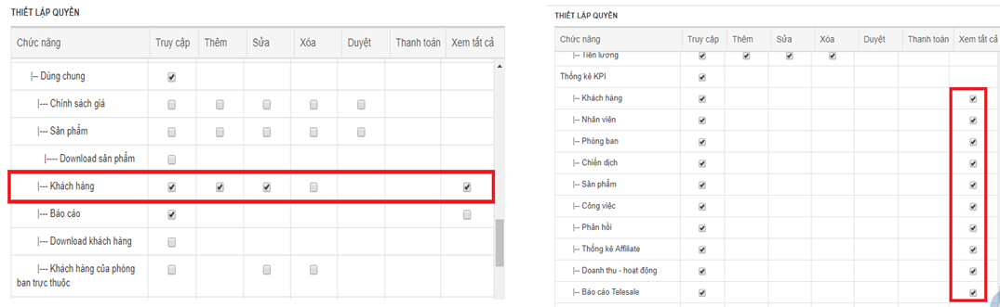 THIẾT LẬP QUYỀN
Chức năng Truy cập Thêm Sửa Xóa Duyệt Thanh toán Xem tất cả
|-- Dùng chung
|--- Chính sách giá
|--- Sản phẩm
|---- Download sản phẩm
|--- Khách hàng
|--- Báo cáo
|--- Download khách hàng
|--- Khách hàng của phòng
ban trực thuộc
THIẾT LẬP QUYỀN
Chức năng Truy cập Thêm Sửa Xóa Duyệt Thanh toán Xem tất cả
|-- Tiền lương
Thống kê KPI
|-- Khách hàng
|-- Nhân viên
|-- Phòng ban
|-- Chiến dịch
|-- Sản phẩm
|-- Công việc
|-- Phản hồi
|-- Thống kê Affiliate
|-- Doanh thu - hoạt động
|-- Báo cáo Telesale